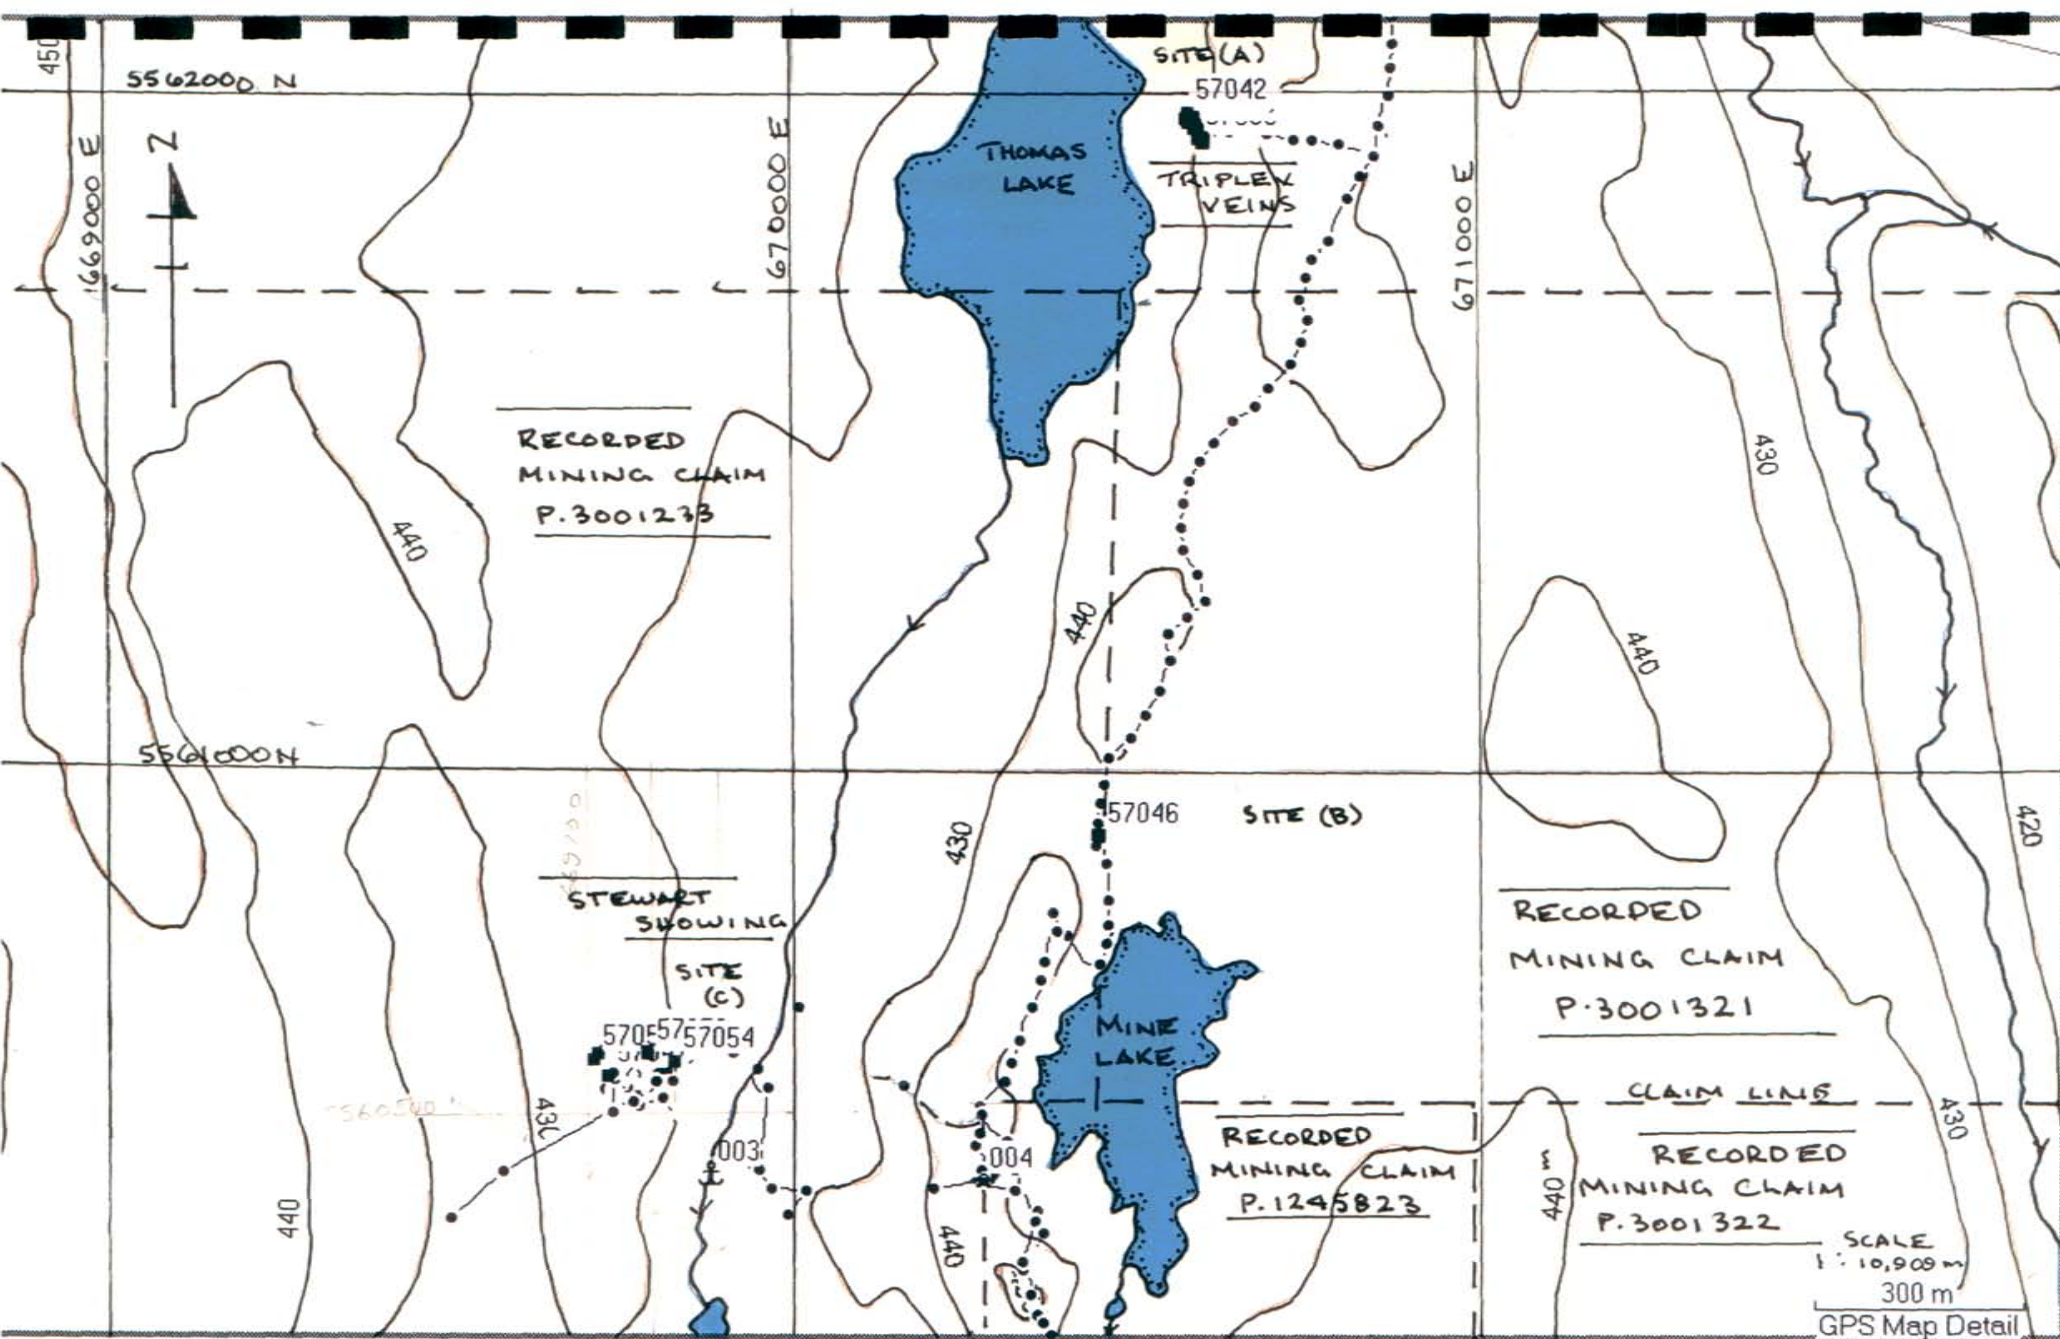 450
5562000 N
SITE (A)
57042
669000 E
N
670000 E
THOMAS
LAKE
TRIPLEX
VEINS
671000 E
RECORDED
MINING CLAIM
P.3001233
440
430
440
440
5561000 N
57046
SITE (B)
430
420
STEWART
SHOWING
SITE
(C)
57054
RECORDED
MINING CLAIM
P.3001321
MINE
LAKE
CLAIM LINE
003
004
RECORDED
MINING CLAIM
P.1245823
430
RECORDED
MINING CLAIM
P.3001322
440
440
440 m
SCALE
1:10,909 m
300 m
GPS Map Detail